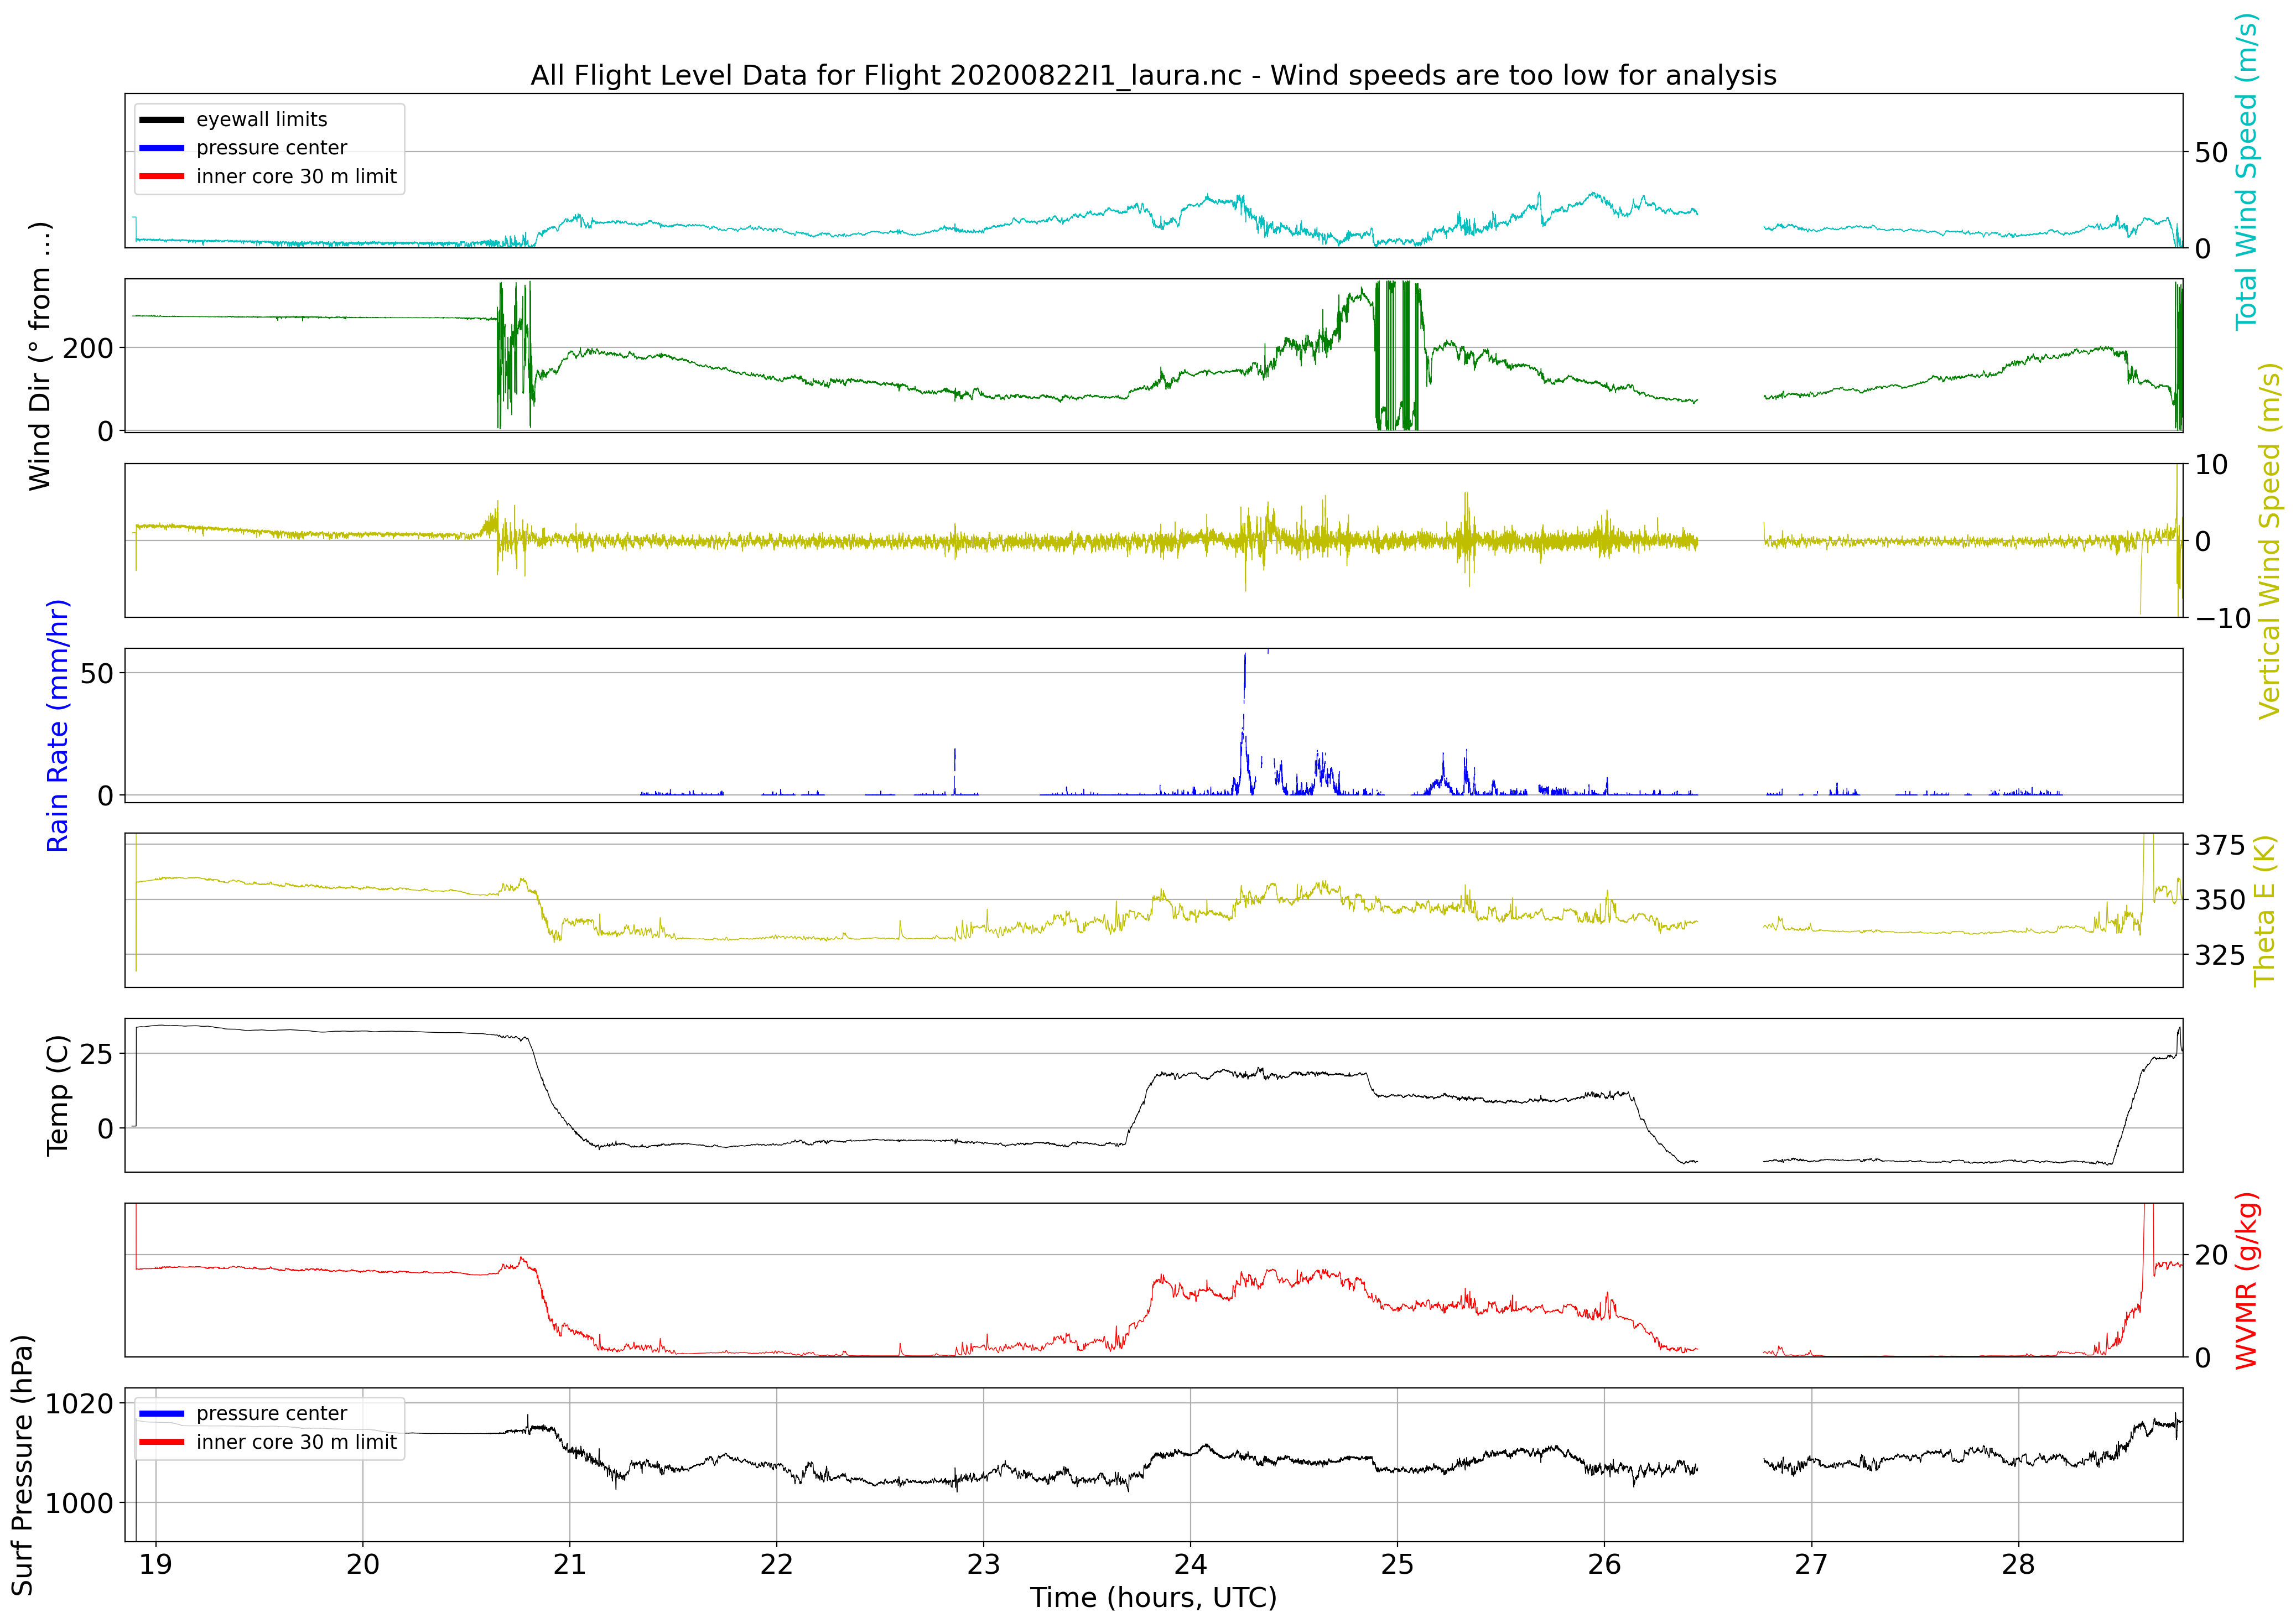 All Flight Level Data for Flight 20200822I1_laura.nc - Wind speeds are too low for analysis
eyewall limits
pressure center
inner core 30 m limit
50
0
Total Wind Speed (m/s)
Wind Dir (° from ...)
200
0
10
0
−10
Vertical Wind Speed (m/s)
Rain Rate (mm/hr)
50
0
375
350
325
Theta E (K)
Temp (C)
25
0
20
0
WVMR (g/kg)
Surf Pressure (hPa)
1020
1000
pressure center
inner core 30 m limit
19 20 21 22 23 24 25 26 27 28
Time (hours, UTC)